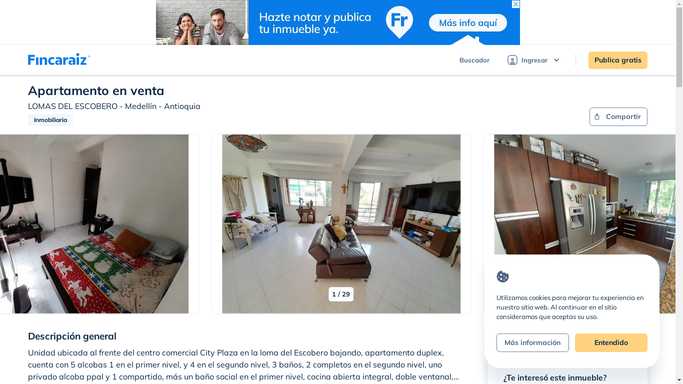 Hazte notar y publica
tu inmueble ya.
Fr
Más info aquí
Fincaraiz
Buscador
Ingresar
Publica gratis
Apartamento en venta
LOMAS DEL ESCOBERO - Medellín - Antioquia
Inmobiliaria
Compartir
1 / 29
Utilizamos cookies para mejorar tu experiencia en
nuestro sitio web. Al continuar en el sitio
consideramos que aceptas su uso.
Más información
Entendido
Descripción general
Unidad ubicada al frente del centro comercial City Plaza en la loma del Escobero bajando, apartamento duplex,
cuenta con 5 alcobas 1 en el primer nivel, y 4 en el segundo nivel, 3 baños, 2 completos en el segundo nivel, uno
privado alcoba ppal y 1 compartido, más un baño social en el primer nivel, cocina abierta integral, doble ventanal....
¿Te interesó este inmueble?